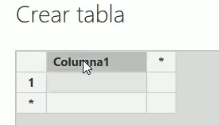 Crear tabla
Columna1 *
1
*